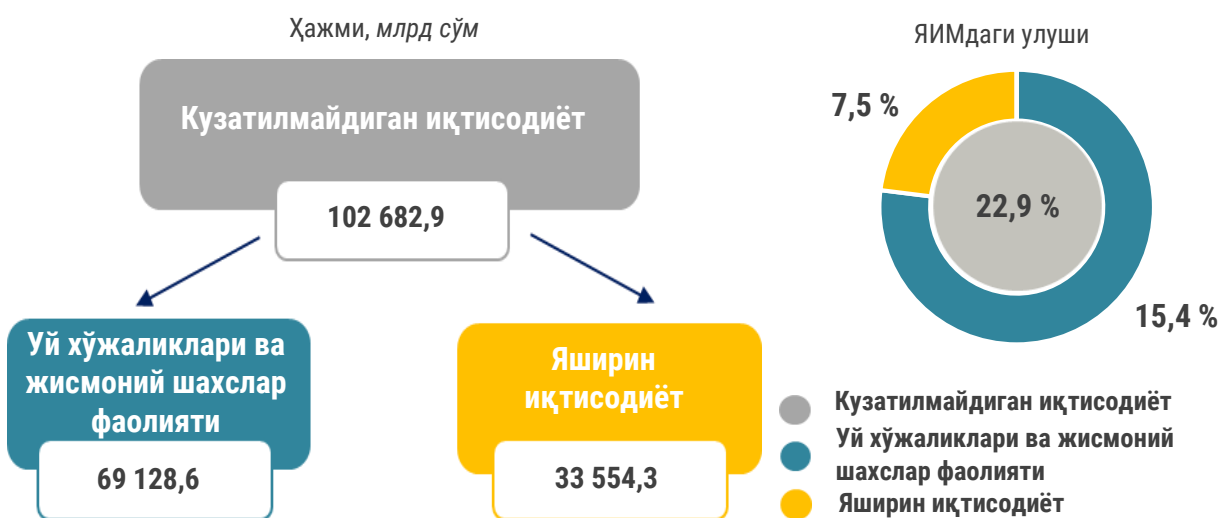 Ҳажми, млрд сўм
Кузатилмайдиган иқтисодиёт
102 682,9
Уй хўжаликлари ва
жисмоний шахслар
фаолияти
69 128,6
Яширин
иқтисодиёт
33 554,3
ЯИМдаги улуши
7,5 %
22,9 %
15,4 %
Кузатилмайдиган иқтисодиёт
Уй хўжаликлари ва жисмоний
шахслар фаолияти
Яширин иқтисодиёт